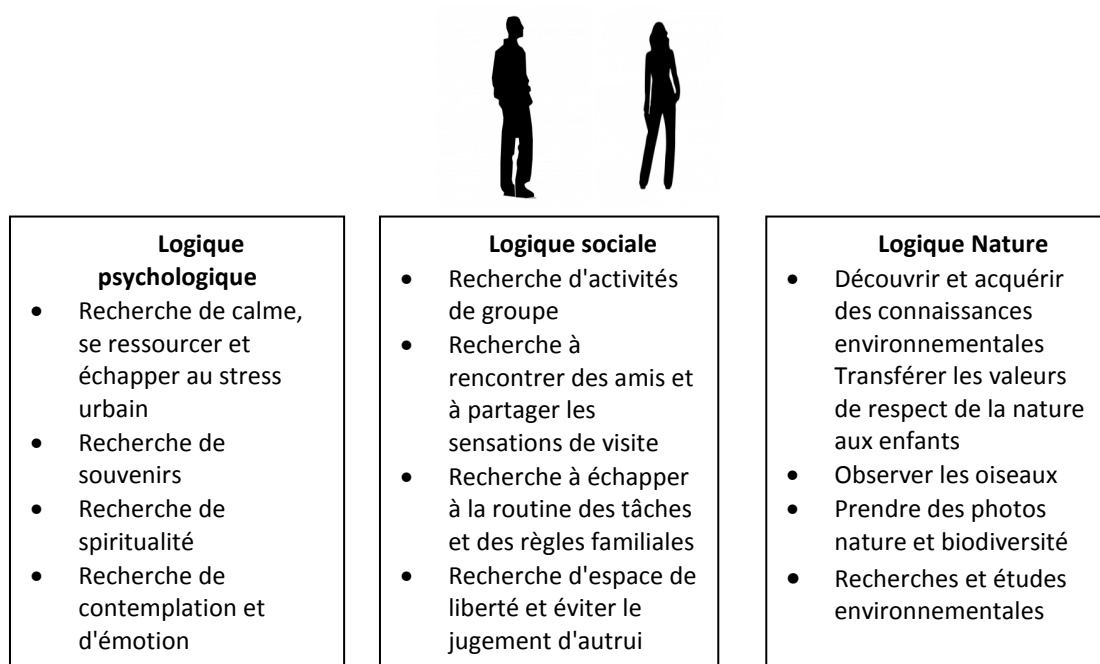 Logique
psychologique
• Recherche de calme,
se ressourcer et
échapper au stress
urbain
• Recherche de
souvenirs
• Recherche de
spiritualité
• Recherche de
contemplation et
d'émotion
Logique sociale
• Recherche d'activités
de groupe
• Recherche à
rencontrer des amis et
à partager les
sensations de visite
• Recherche à échapper
à la routine des tâches
et des règles familiales
• Recherche d'espace de
liberté et éviter le
jugement d'autrui
Logique Nature
• Découvrir et acquérir
des connaissances
environnementales
Transférer les valeurs
de respect de la nature
aux enfants
• Observer les oiseaux
• Prendre des photos
nature et biodiversité
• Recherches et études
environnementales